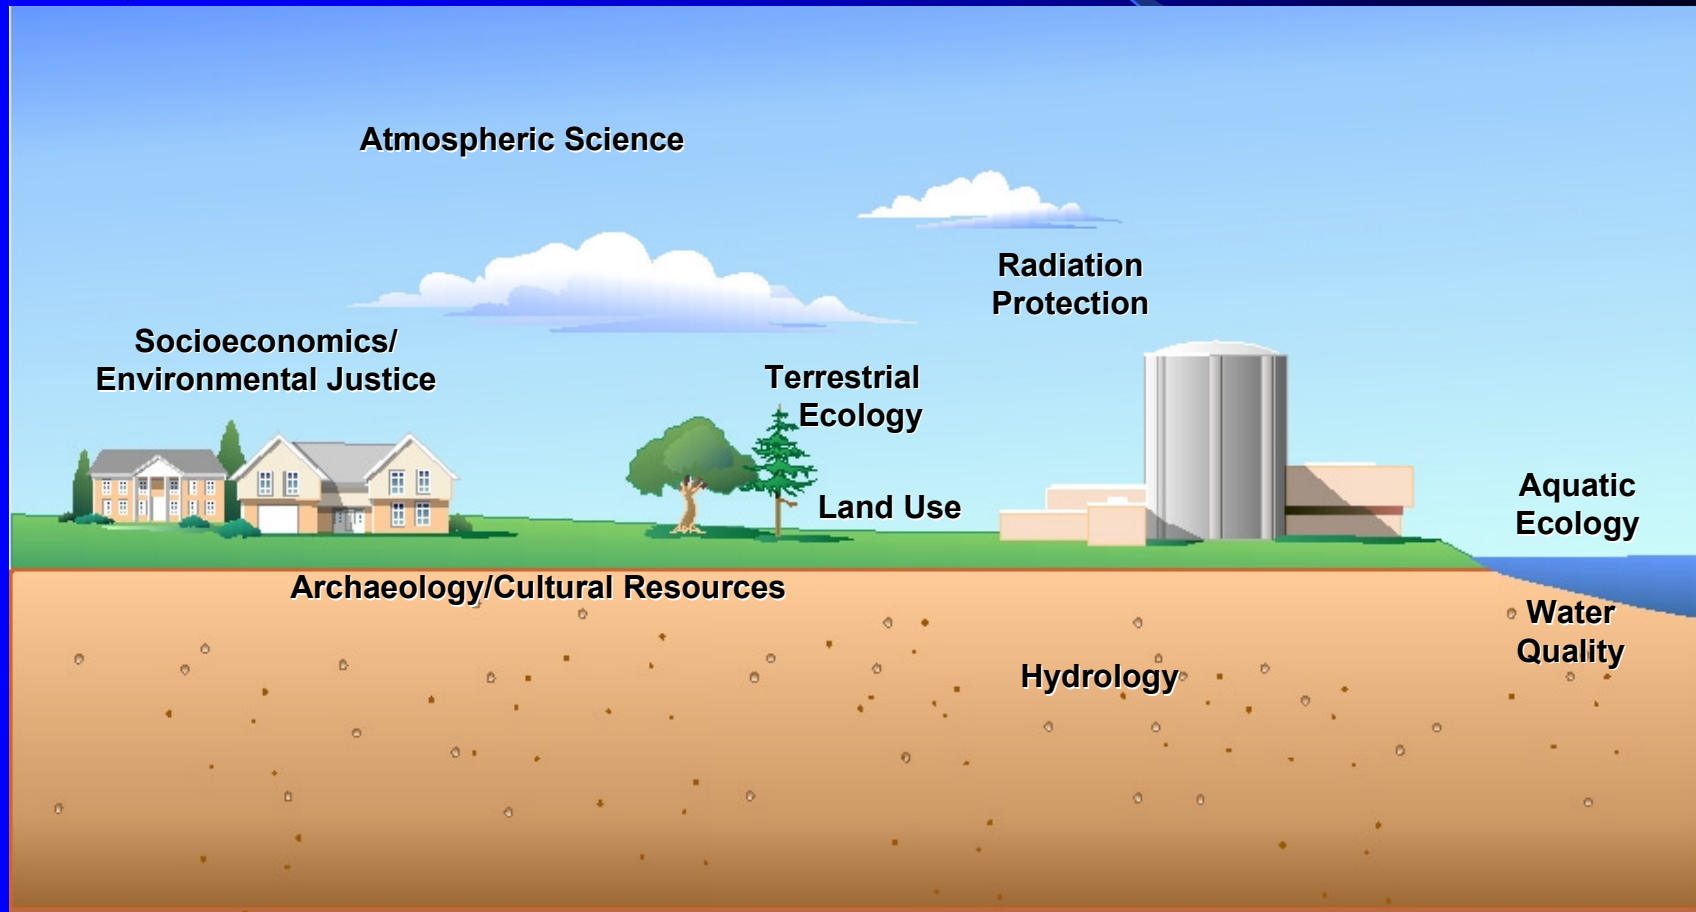 Atmospheric Science
Radiation
Protection
Socioeconomics/
Environmental Justice
Terrestrial
Ecology
Land Use
Aquatic
Ecology
Archaeology/Cultural Resources
Water
Quality
Hydrology